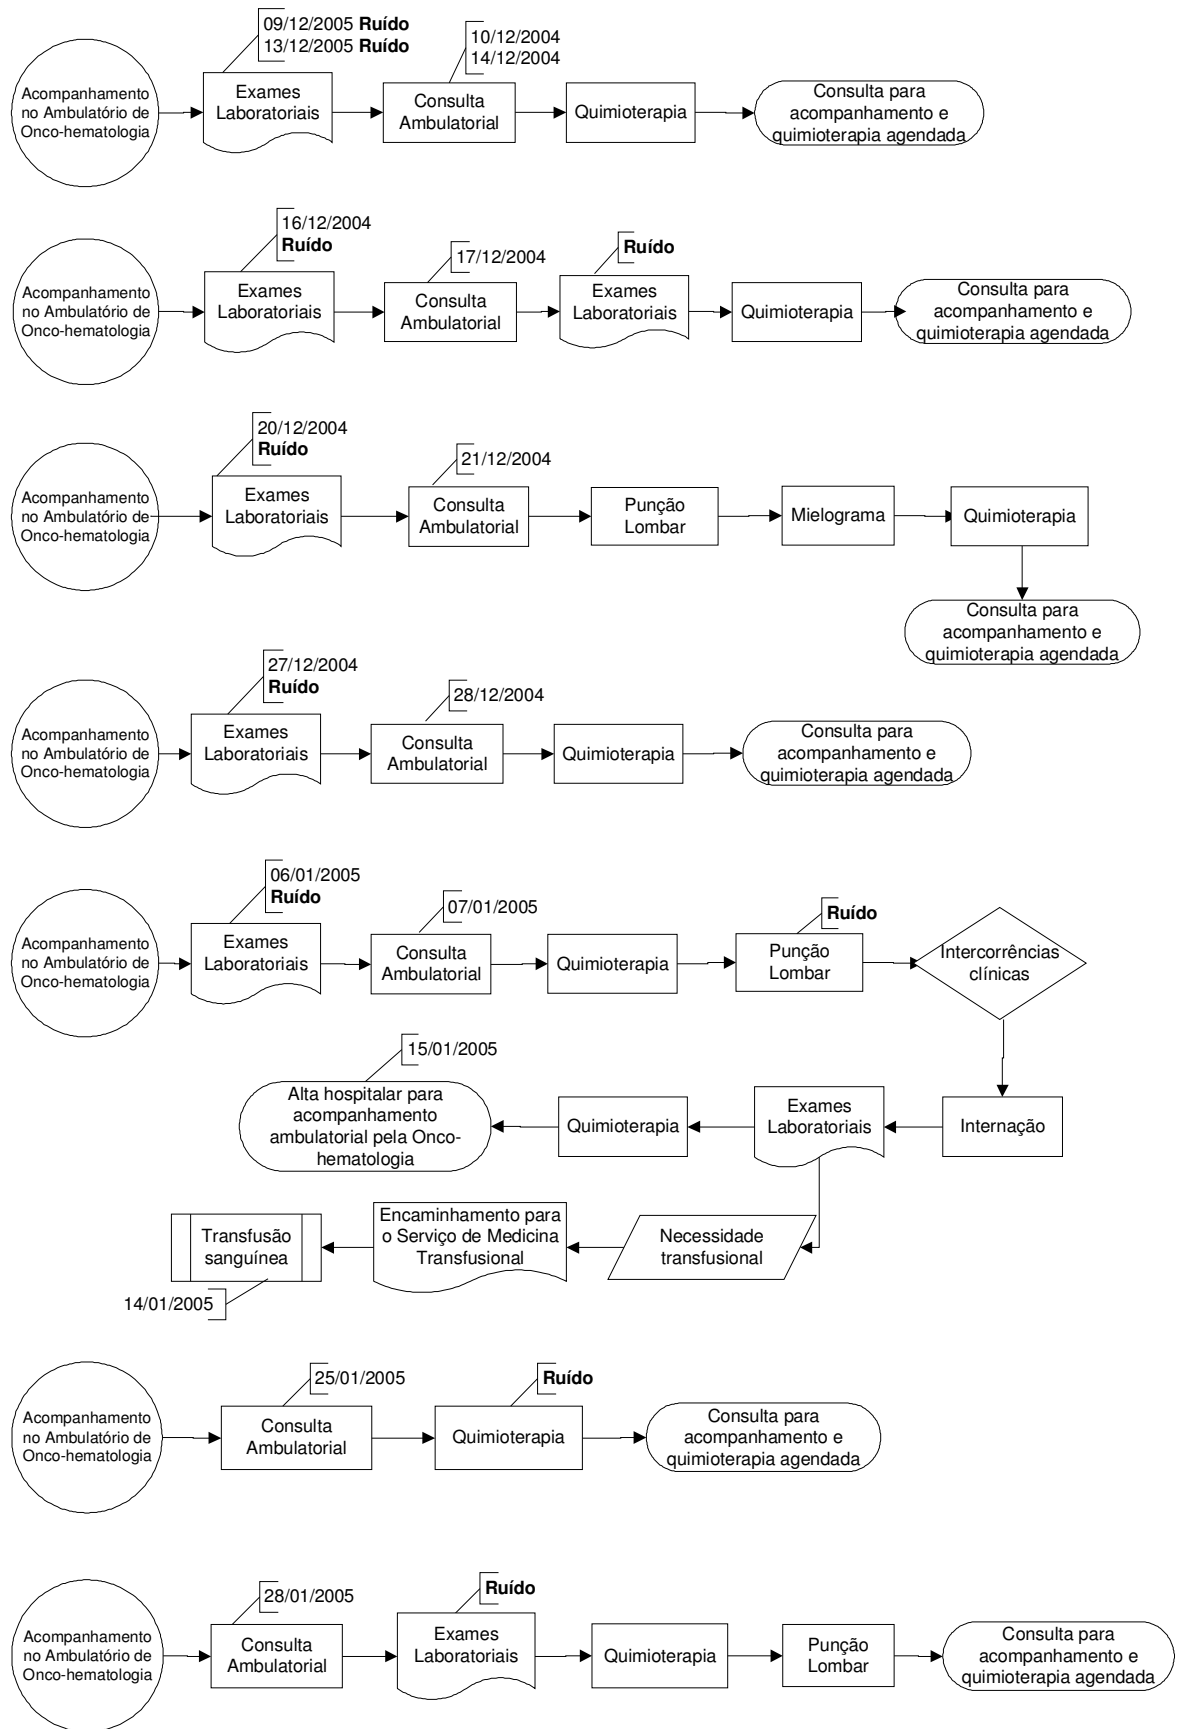 09/12/2005 Ruído
13/12/2005 Ruído
10/12/2004
14/12/2004
Acompanhamento
no Ambulatório de
Onco-hematologia
Exames
Laboratoriais
Consulta
Ambulatorial
Quimioterapia
Consulta para
acompanhamento e
quimioterapia agendada
16/12/2004
Ruído
17/12/2004
Ruído
Acompanhamento
no Ambulatório de
Onco-hematologia
Exames
Laboratoriais
Consulta
Ambulatorial
Exames
Laboratoriais
Quimioterapia
Consulta para
acompanhamento e
quimioterapia agendada
20/12/2004
Ruído
21/12/2004
Acompanhamento
no Ambulatório de
Onco-hematologia
Exames
Laboratoriais
Consulta
Ambulatorial
Punção
Lombar
Mielograma
Quimioterapia
Consulta para
acompanhamento e
quimioterapia agendada
27/12/2004
Ruído
28/12/2004
Acompanhamento
no Ambulatório de
Onco-hematologia
Exames
Laboratoriais
Consulta
Ambulatorial
Quimioterapia
Consulta para
acompanhamento e
quimioterapia agendada
06/01/2005
Ruído
07/01/2005
Ruído
Acompanhamento
no Ambulatório de
Onco-hematologia
Exames
Laboratoriais
Consulta
Ambulatorial
Quimioterapia
Punção
Lombar
Intercorrências
clínicas
15/01/2005
Alta hospitalar para
acompanhamento
ambulatorial pela Onco-
hematologia
Quimioterapia
Exames
Laboratoriais
Internação
Transfusão
sanguínea
Encaminhamento para
o Serviço de Medicina
Transfusional
Necessidade
transfusional
14/01/2005
25/01/2005
Ruído
Acompanhamento
no Ambulatório de
Onco-hematologia
Consulta
Ambulatorial
Quimioterapia
Consulta para
acompanhamento e
quimioterapia agendada
28/01/2005
Ruído
Acompanhamento
no Ambulatório de
Onco-hematologia
Consulta
Ambulatorial
Exames
Laboratoriais
Quimioterapia
Punção
Lombar
Consulta para
acompanhamento e
quimioterapia agendada